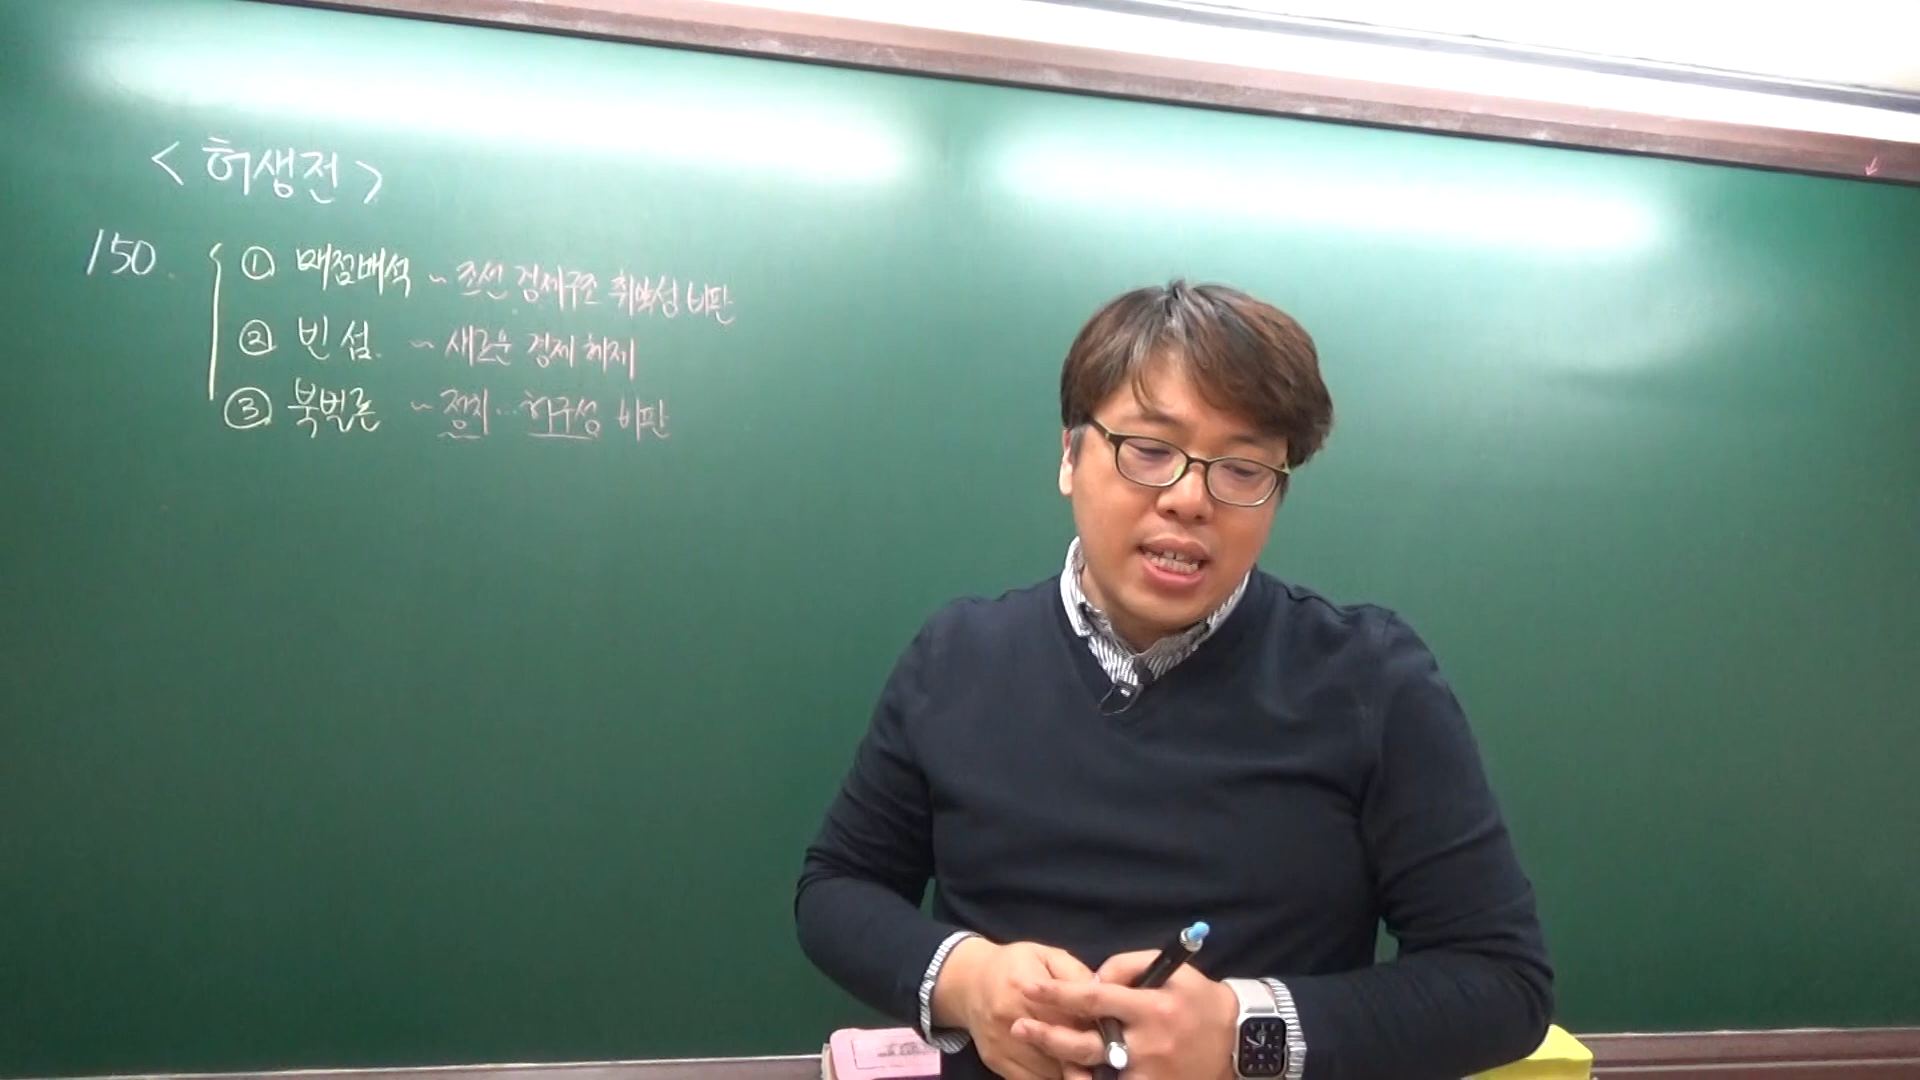 < 허생전 >
150 ① 매점매석 ~ 조선 경제구조 취약성 비판
② 빈 섬 ~ 새로운 경제 체제
③ 북벌론 ~ 정치.. 허구성 비판